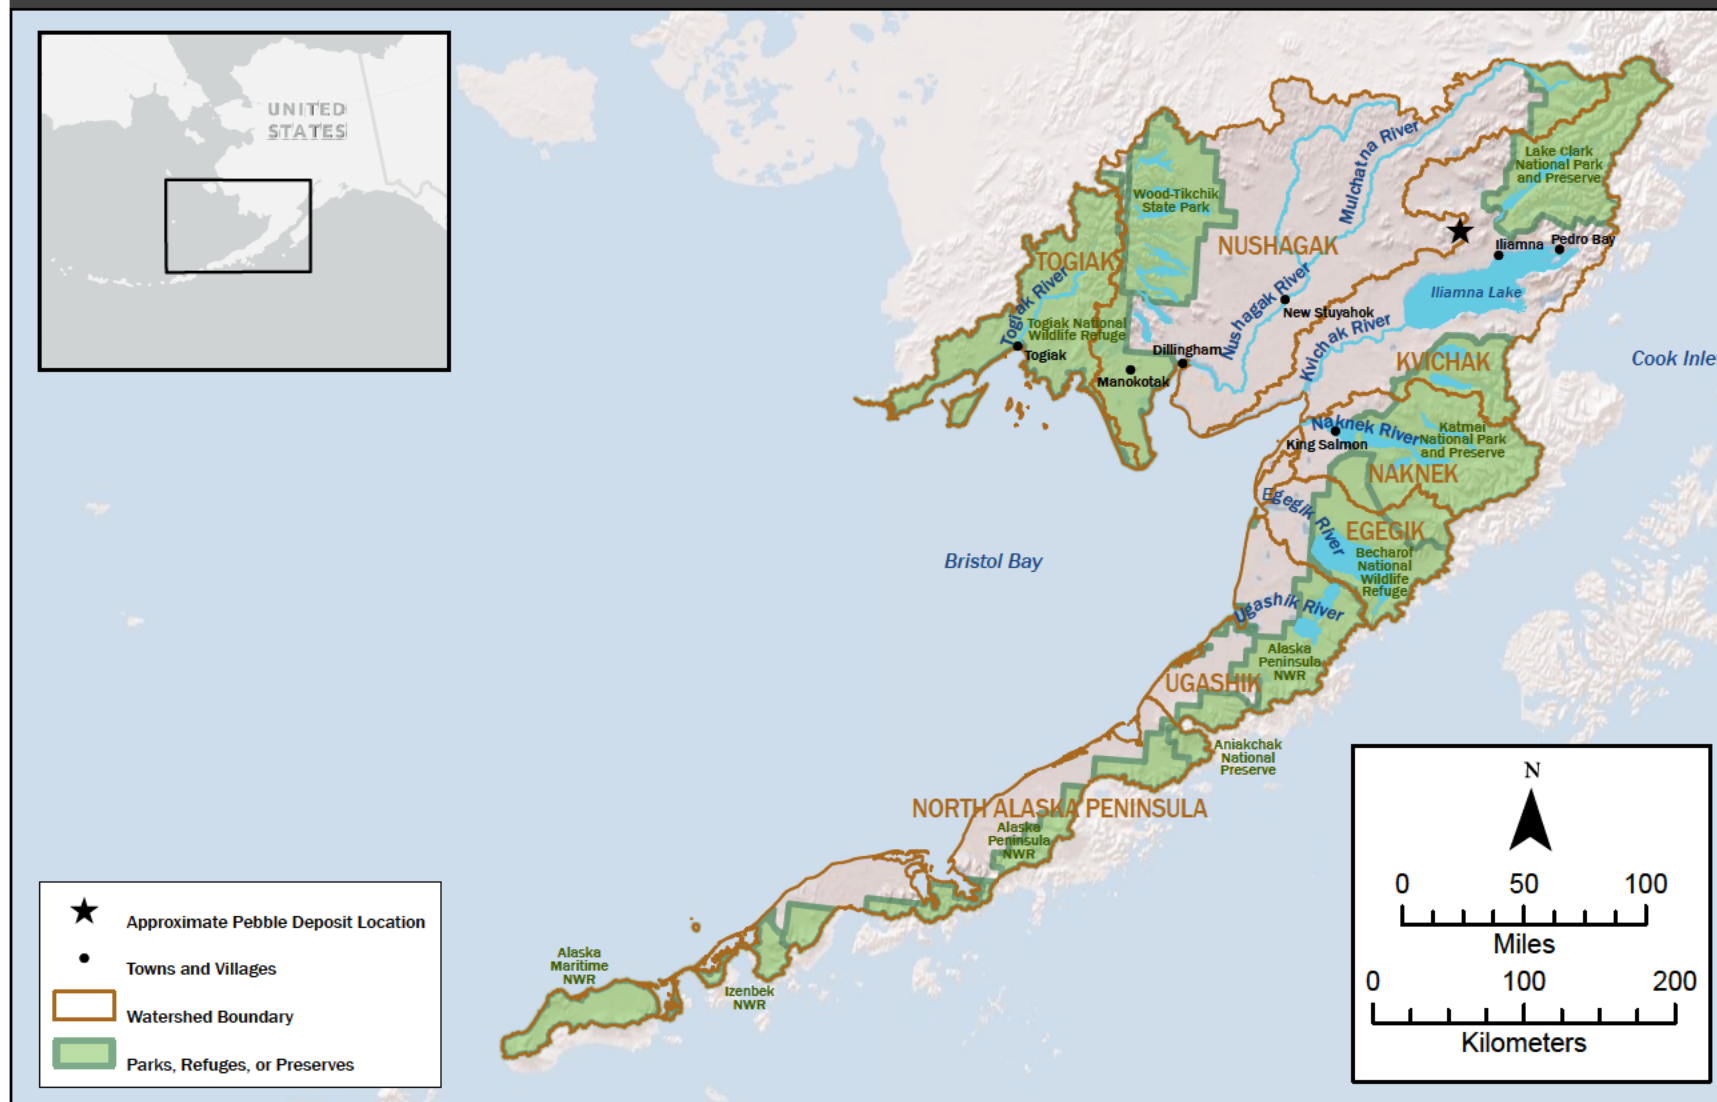 UNITED
STATES
Mulchatna River
Lake Clark
National Park
and Preserve
Wood-Tikchik
State Park
NUSHAGAK
TOGIAK
Iliamna
Pedro Bay
Iliamna Lake
Togiak River
Nushagak River
New Stuyahok
Togiak National
Wildlife Refuge
Kvichak River
Togiak
Dillingham
Manokotak
KVICHAK
Cook Inle
Naknek River
King Salmon
Katmai
National Park
and Preserve
NAKNEK
Egegik River
EGEGIK
Becharof
National
Wildlife
Refuge
Bristol Bay
Ugashik River
Alaska
Peninsula
NWR
UGASHIK
Aniakchak
National
Preserve
NORTH ALASKA PENINSULA
Alaska
Peninsula
NWR
Alaska
Maritime
NWR
Izenbek
NWR
Approximate Pebble Deposit Location
Towns and Villages
Watershed Boundary
Parks, Refuges, or Preserves
N
0 50 100
Miles
0 100 200
Kilometers